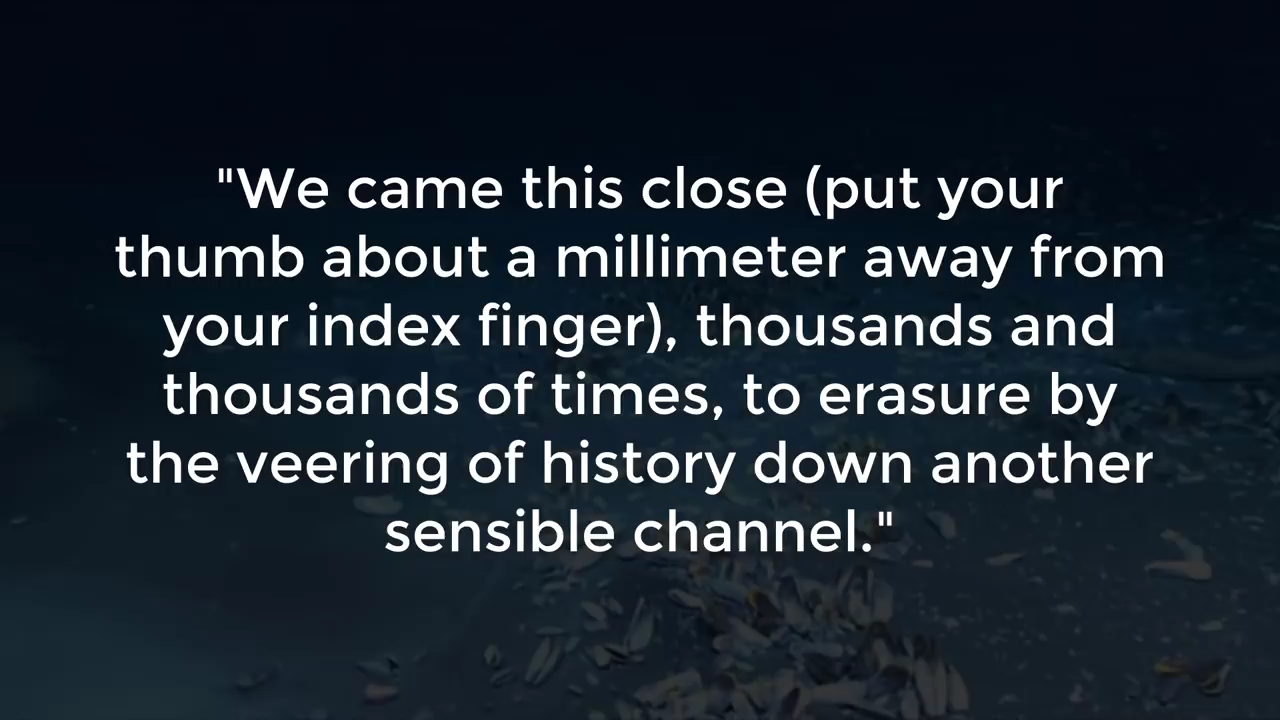 "We came this close (put your
thumb about a millimeter away from
your index finger), thousands and
thousands of times, to erasure by
the veering of history down another
sensible channel."